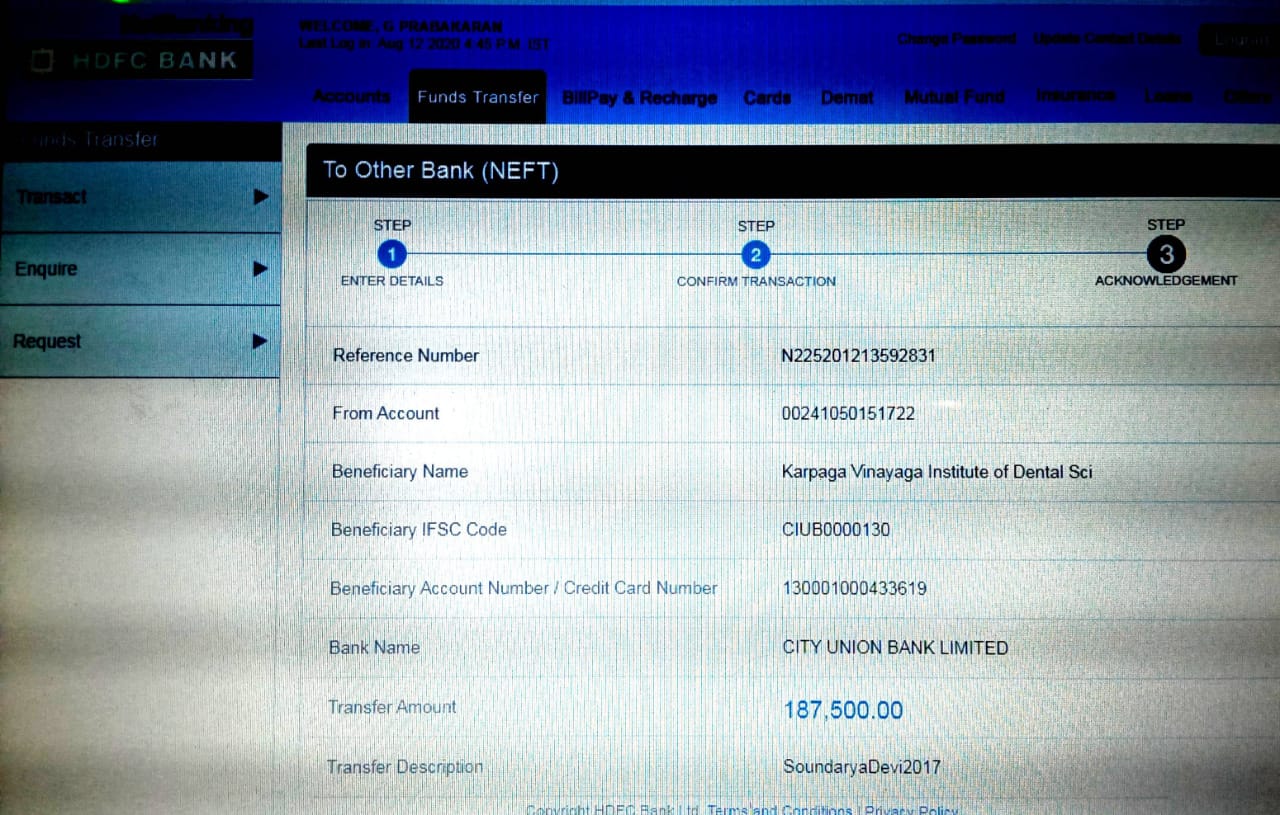 NetBanking
HDFC BANK
WELCOME, G PRABAKARAN
Last Log in: Aug 12 2020 4:45 PM IST
Change Password Update Contact Details Logout
Accounts Funds Transfer BillPay & Recharge Cards Demat Mutual Fund Insurance Loans Offers
Funds Transfer
Transact
Enquire
Request
To Other Bank (NEFT)
STEP STEP STEP
1 2 3
ENTER DETAILS CONFIRM TRANSACTION ACKNOWLEDGEMENT
Reference Number N225201213592831
From Account 00241050151722
Beneficiary Name Karpaga Vinayaga Institute of Dental Sci
Beneficiary IFSC Code CIUB0000130
Beneficiary Account Number / Credit Card Number 130001000433619
Bank Name CITY UNION BANK LIMITED
Transfer Amount 187,500.00
Transfer Description SoundaryaDevi2017
Copyright HDFC Bank Ltd. Terms and Conditions | Privacy Policy